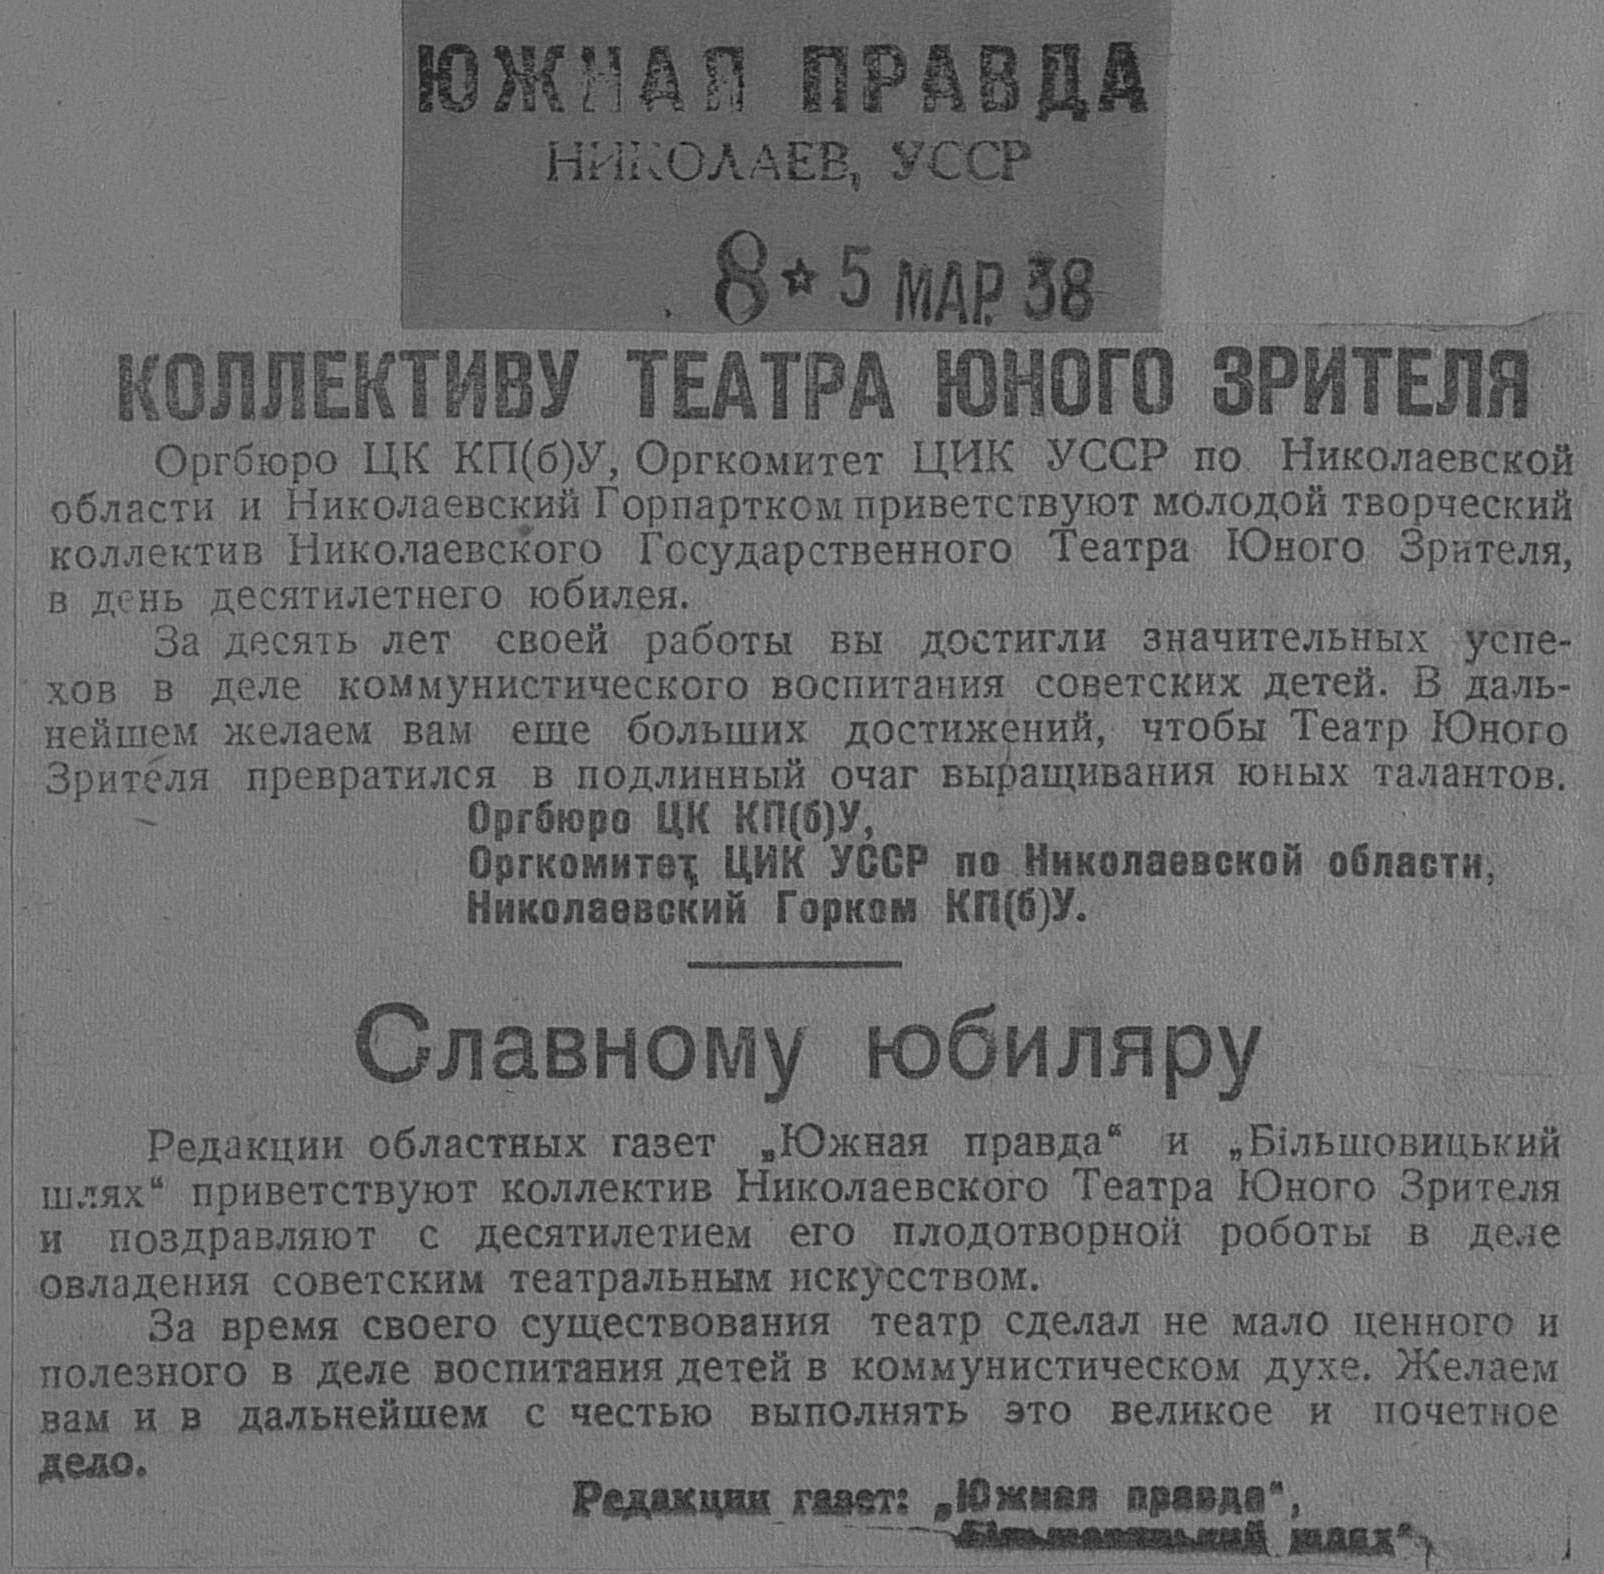 ЮЖНАЯ ПРАВДА
НИКОЛАЕВ, УССР
8 ☆ 5 МАР. 38
КОЛЛЕКТИВУ ТЕАТРА ЮНОГО ЗРИТЕЛЯ
Оргбюро ЦК КП(б)У, Оргкомитет ЦИК УССР по Николаевской
области и Николаевский Горпартком приветствуют молодой творческий
коллектив Николаевского Государственного Театра Юного Зрителя,
в день десятилетнего юбилея.
За десять лет своей работы вы достигли значительных успе-
хов в деле коммунистического воспитания советских детей. В даль-
нейшем желаем вам еще больших достижений, чтобы Театр Юного
Зрителя превратился в подлинный очаг выращивания юных талантов.
Оргбюро ЦК КП(б)У,
Оргкомитет ЦИК УССР по Николаевской области,
Николаевский Горком КП(б)У.
Славному юбиляру
Редакции областных газет „Южная правда“ и „Більшовицький
шлях“ приветствуют коллектив Николаевского Театра Юного Зрителя
и поздравляют с десятилетием его плодотворной роботы в деле
овладения советским театральным искусством.
За время своего существования театр сделал не мало ценного и
полезного в деле воспитания детей в коммунистическом духе. Желаем
вам и в дальнейшем с честью выполнять это великое и почетное
дело.
Редакции газет: „Южная правда“,
„Більшовицький шлях“